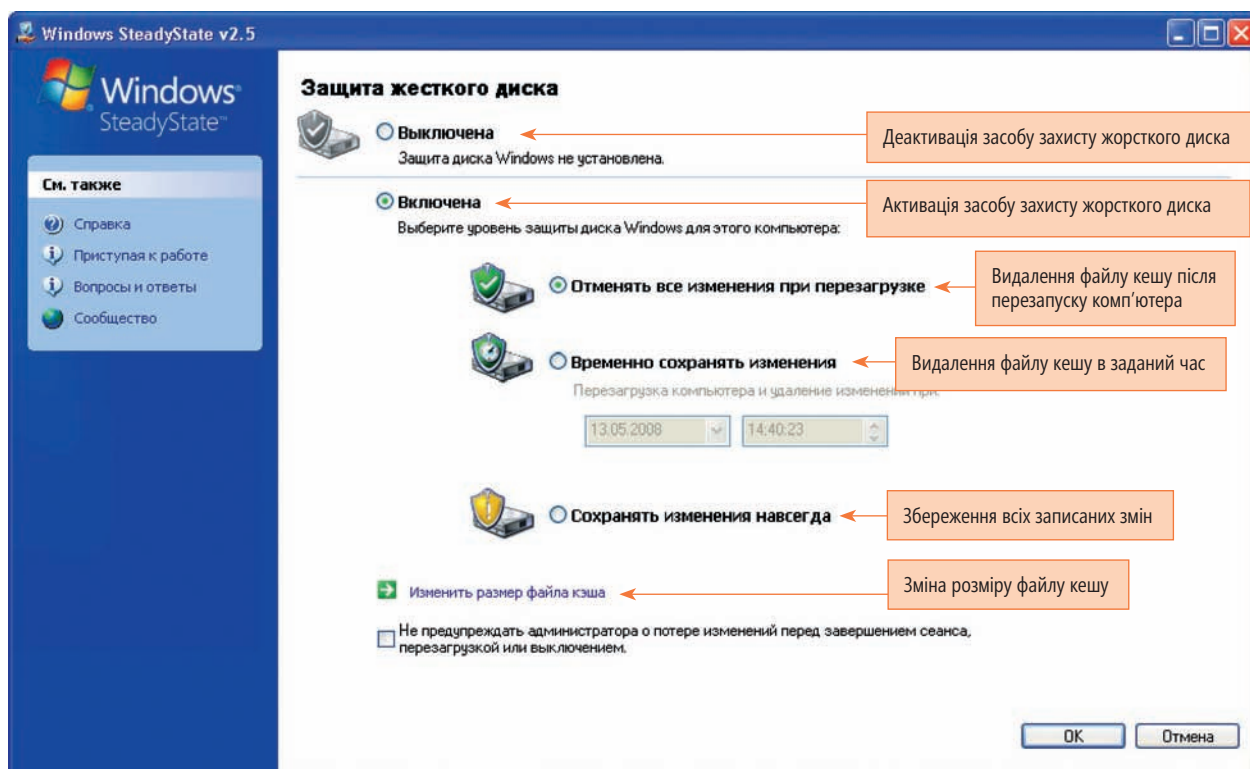 Windows SteadyState v2.5
Windows
SteadyState™
См. также
Справка
Приступая к работе
Вопросы и ответы
Сообщество
Защита жесткого диска
Выключена
Защита диска Windows не установлена.
Деактивація засобу захисту жорсткого диска
Включена
Выберите уровень защиты диска Windows для этого компьютера:
Активація засобу захисту жорсткого диска
Отменять все изменения при перезагрузке
Видалення файлу кешу після
перезапуску комп’ютера
Временно сохранять изменения
Перезагрузка компьютера и удаление изменений при:
Видалення файлу кешу в заданий час
13.05.2008
14:40:23
Сохранять изменения навсегда
Збереження всіх записаних змін
Изменить размер файла кэша
Зміна розміру файлу кешу
Не предупреждать администратора о потере изменений перед завершением сеанса,
перезагрузкой или выключением.
OK
Отмена